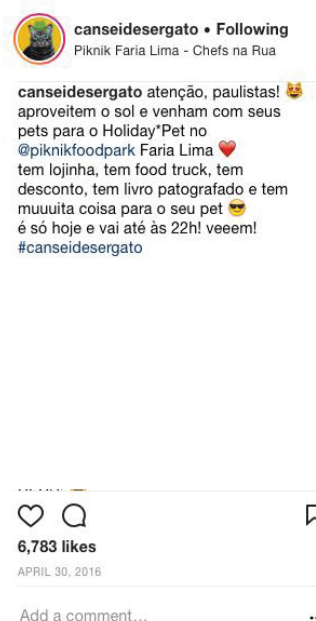 canseidesergato • Following
Piknik Faria Lima - Chefs na Rua
canseidesergato atenção, paulistas! 😻
aproveitem o sol e venham com seus
pets para o Holiday*Pet no
@piknikfoodpark Faria Lima ❤️
tem lojinha, tem food truck, tem
desconto, tem livro patografado e tem
muuuita coisa para o seu pet 😎
é só hoje e vai até às 22h! veeem!
#canseidesergato
6,783 likes
APRIL 30, 2016
Add a comment...